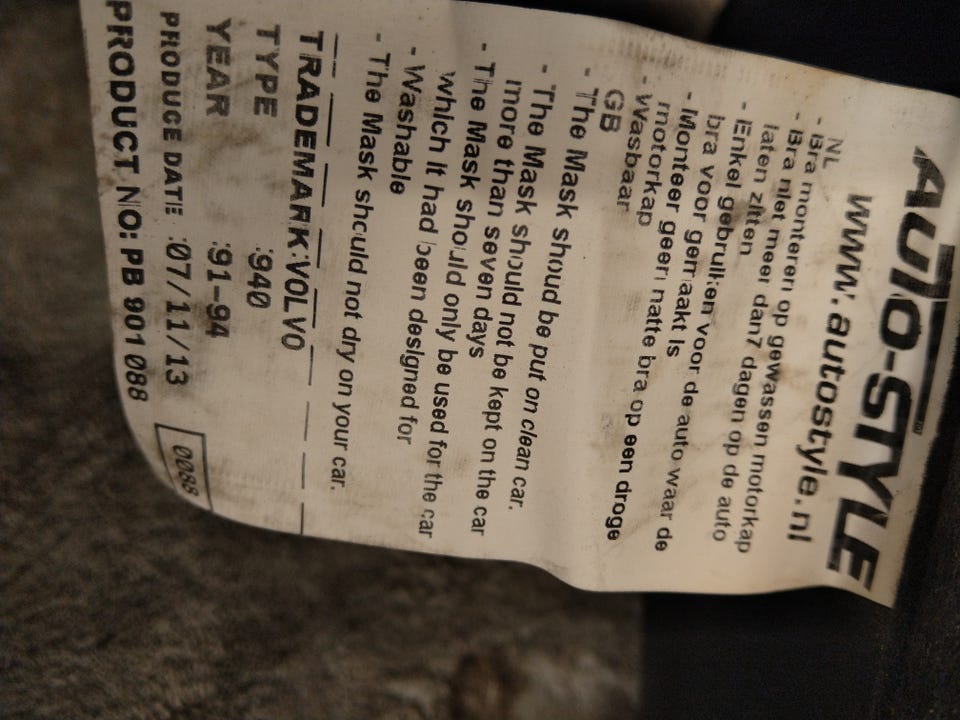 AUTO-STYLE
www.autostyle.nl
NL
- Bra monteren op gewassen motorkap
- Bra niet meer dan7 dagen op de auto
laten zitten
- Enkel gebruiken voor de auto
bra voor gemaakt is waar de
- Monteer geen natte bra op een droge
motorkap
- Wasbaar
GB
- The Mask shoud be put on clean car.
- The Mask should not be kept on the car
more than seven days
- The Mask should only be used for the car
which it had been designed for
- Washable
- The Mask should not dry on your car.
TRADEMARK:VOLVO
TYPE :940
YEAR :91-94
PRODUCE DATE :07/11/13
PRODUCT NO:PB 901 088
0088